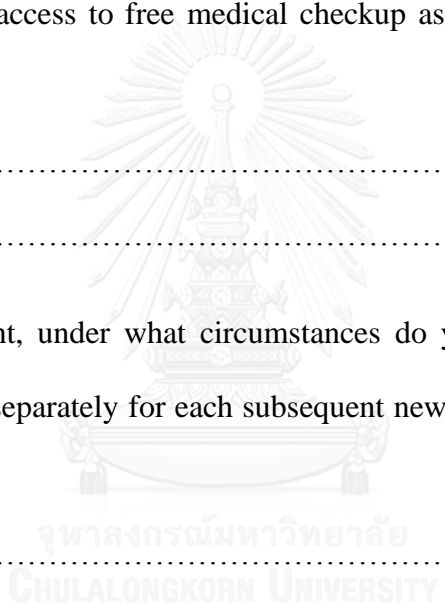 access to free medical checkup as
………………………………………………
………………………………………………
nt, under what circumstances do y
separately for each subsequent new
จุฬาลงกรณ์มหาวิทยาลัย
………………………………………………
CHULALONGKORN UNIVERSITY